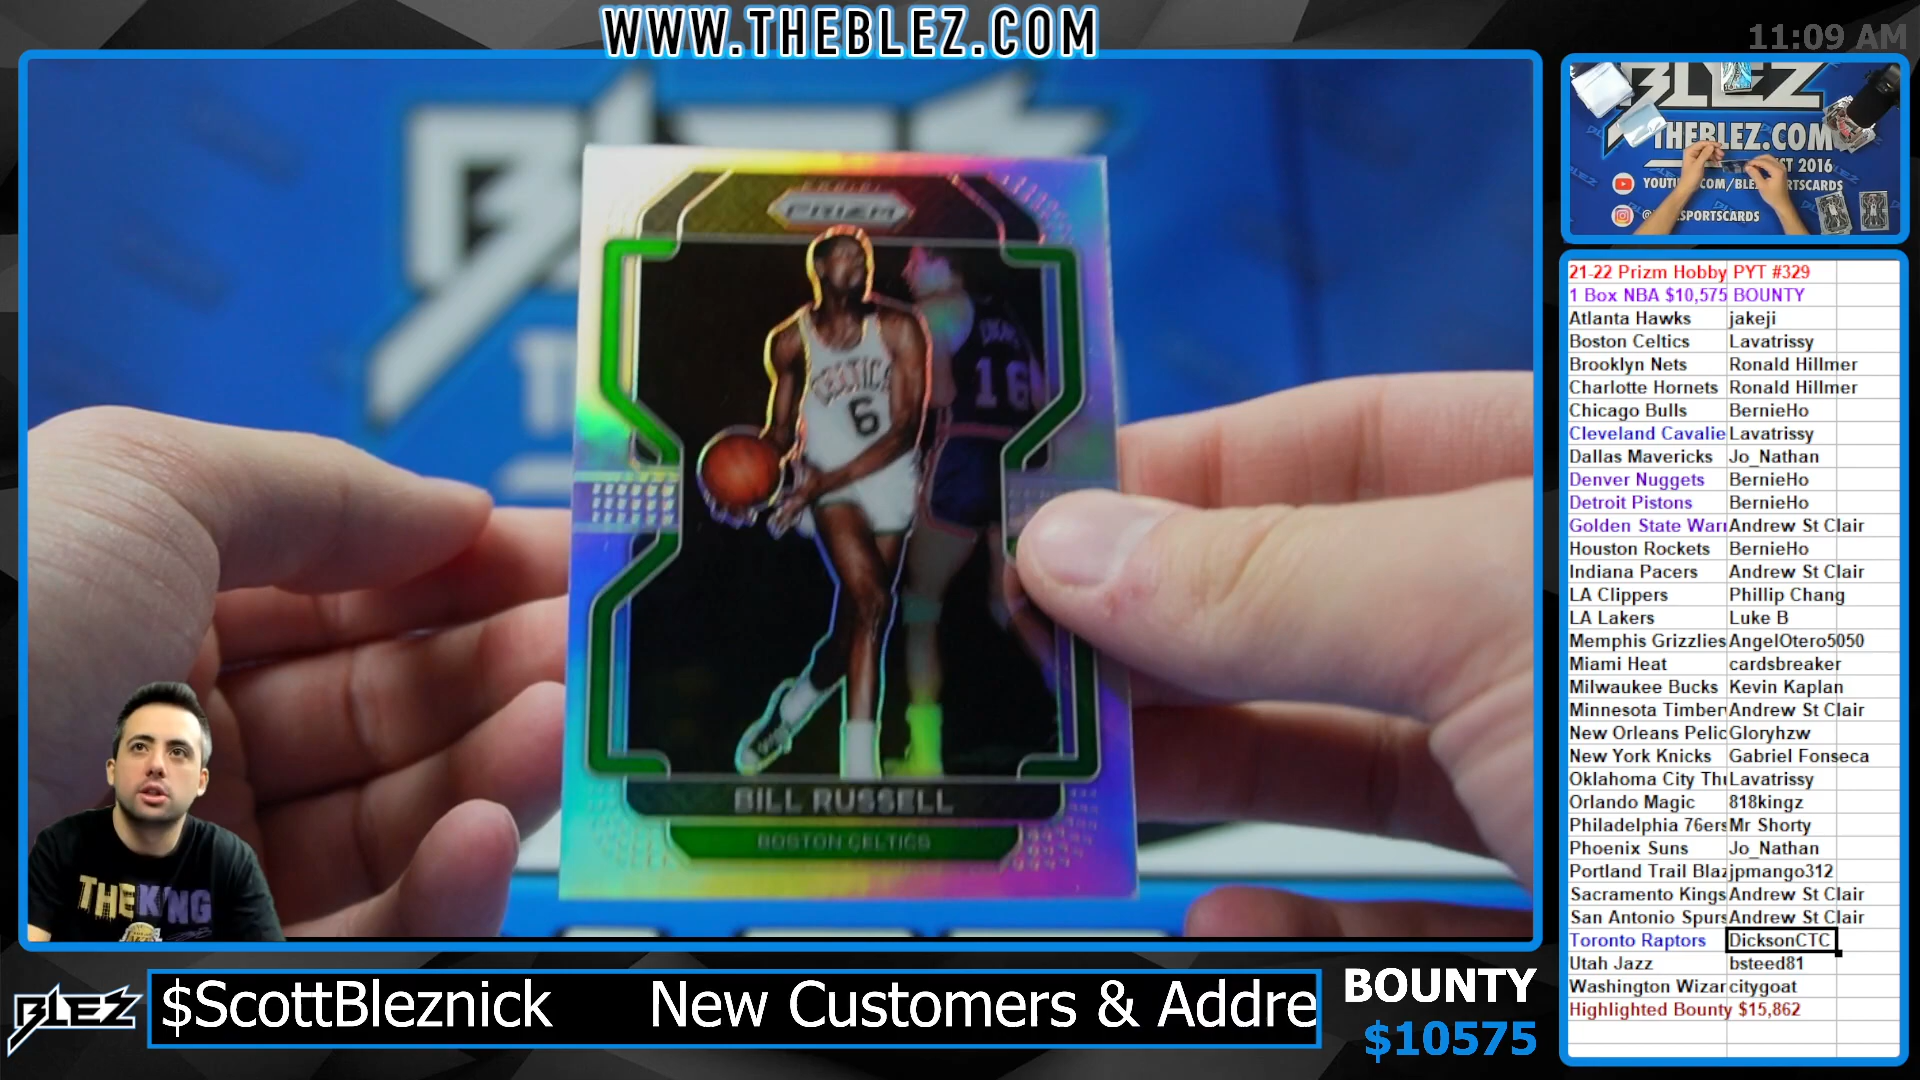 WWW.THEBLEZ.COM
11:09 AM
BLEZ
PRIZM
CELTICS
6
16
BILL RUSSELL
BOSTON CELTICS
THE KING
BLEZ
THEBLEZ.COM
EST 2016
21-22 Prizm Hobby PYT #329
1 Box NBA $10,575 BOUNTY
Atlanta Hawks jakeji
Boston Celtics Lavatrissy
Brooklyn Nets Ronald Hillmer
Charlotte Hornets Ronald Hillmer
Chicago Bulls BernieHo
Cleveland Cavalie Lavatrissy
Dallas Mavericks Jo_Nathan
Denver Nuggets BernieHo
Detroit Pistons BernieHo
Golden State Warr Andrew St Clair
Houston Rockets BernieHo
Indiana Pacers Andrew St Clair
LA Clippers Phillip Chang
LA Lakers Luke B
Memphis Grizzlies AngelOtero5050
Miami Heat cardsbreaker
Milwaukee Bucks Kevin Kaplan
Minnesota Timberv Andrew St Clair
New Orleans Pelic Gloryhzw
New York Knicks Gabriel Fonseca
Oklahoma City Thu Lavatrissy
Orlando Magic 818kingz
Philadelphia 76ers Mr Shorty
Phoenix Suns Jo_Nathan
Portland Trail Blaz jpmango312
Sacramento Kings Andrew St Clair
San Antonio Spurs Andrew St Clair
Toronto Raptors DicksonCTC
Utah Jazz bsteed81
Washington Wizar citygoat
Highlighted Bounty $15,862
BLEZ
$ScottBleznick New Customers & Addre
BOUNTY
$10575